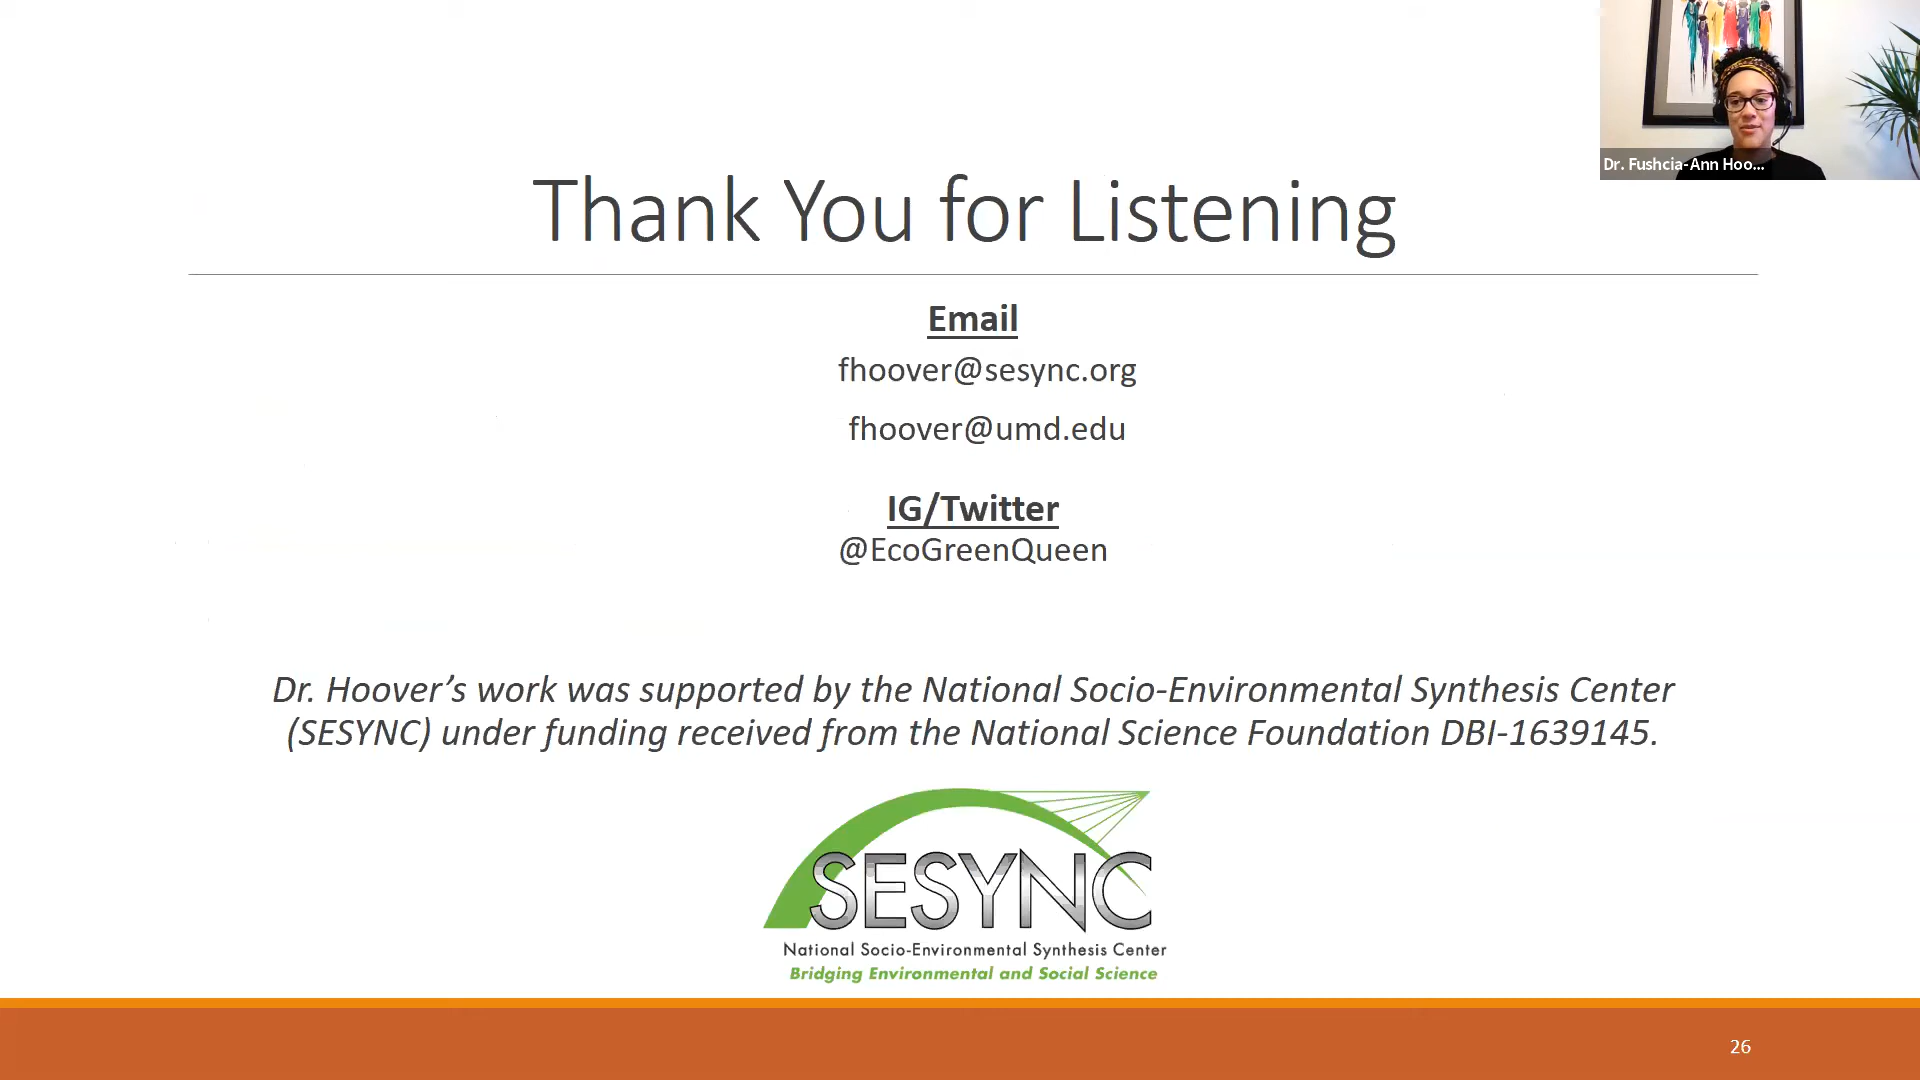 Dr. Fushcia-Ann Hoo...
Thank You for Listening
Email
fhoover@sesync.org
fhoover@umd.edu
IG/Twitter
@EcoGreenQueen
Dr. Hoover’s work was supported by the National Socio-Environmental Synthesis Center
(SESYNC) under funding received from the National Science Foundation DBI-1639145.
SESYNC
National Socio-Environmental Synthesis Center
Bridging Environmental and Social Science
26